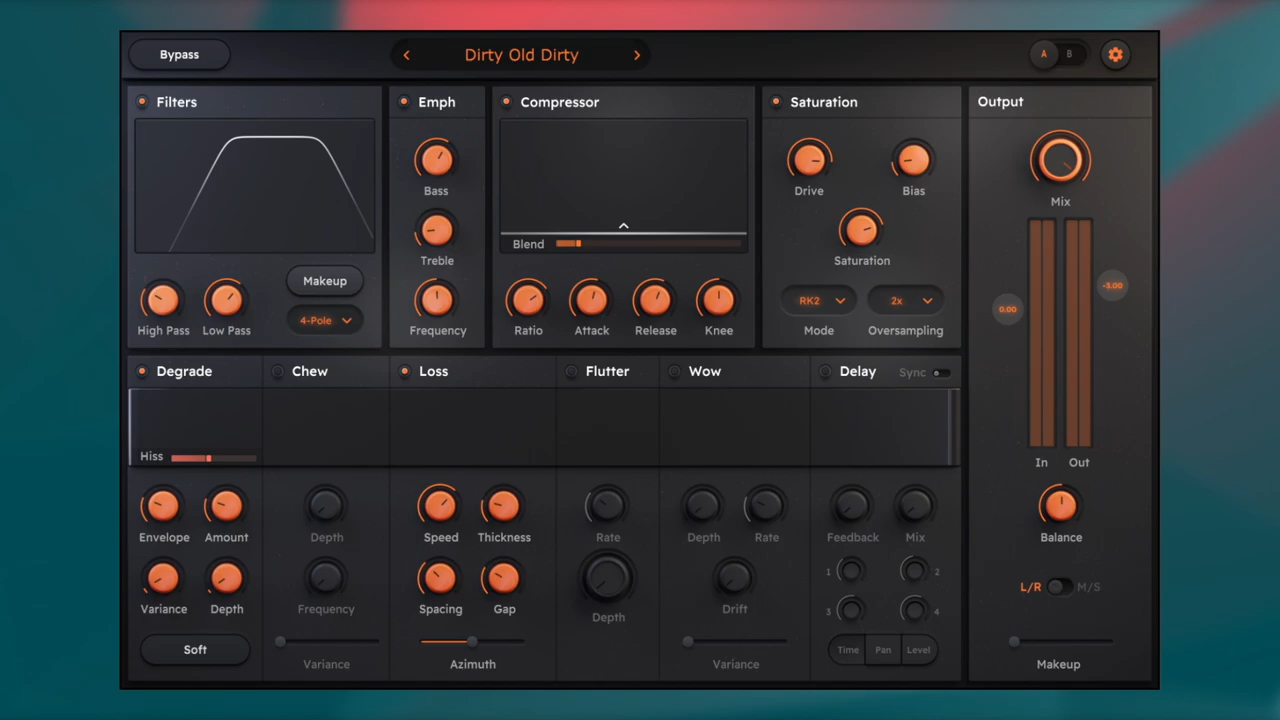 Bypass
Dirty Old Dirty
A B
Filters
Emph
Compressor
Saturation
Output
Bass
Drive
Bias
Mix
Blend
Treble
Saturation
Makeup
-3.00
0.00
4-Pole
RK2
2x
High Pass
Low Pass
Frequency
Ratio
Attack
Release
Knee
Mode
Oversampling
Degrade
Chew
Loss
Flutter
Wow
Delay
Sync
Hiss
In
Out
Envelope
Amount
Depth
Speed
Thickness
Rate
Depth
Rate
Feedback
Mix
Balance
1
2
L/R
M/S
Variance
Depth
Frequency
Spacing
Gap
Depth
Drift
3
4
Soft
Variance
Azimuth
Variance
Time
Pan
Level
Makeup